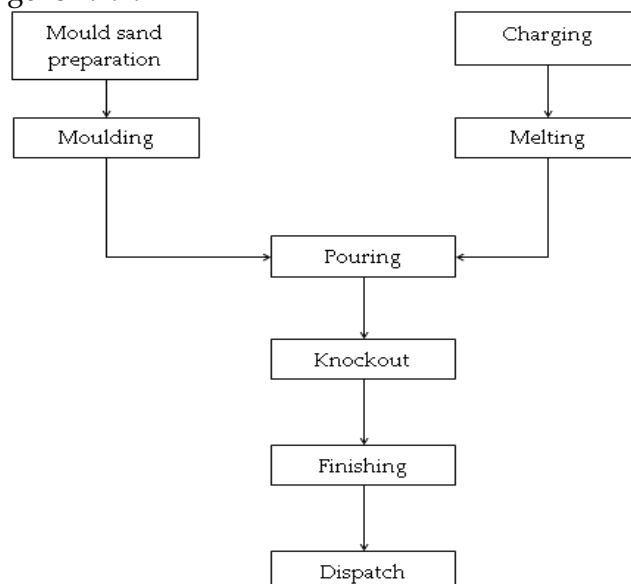 Mould sand
preparation
Charging
Moulding
Melting
Pouring
Knockout
Finishing
Dispatch